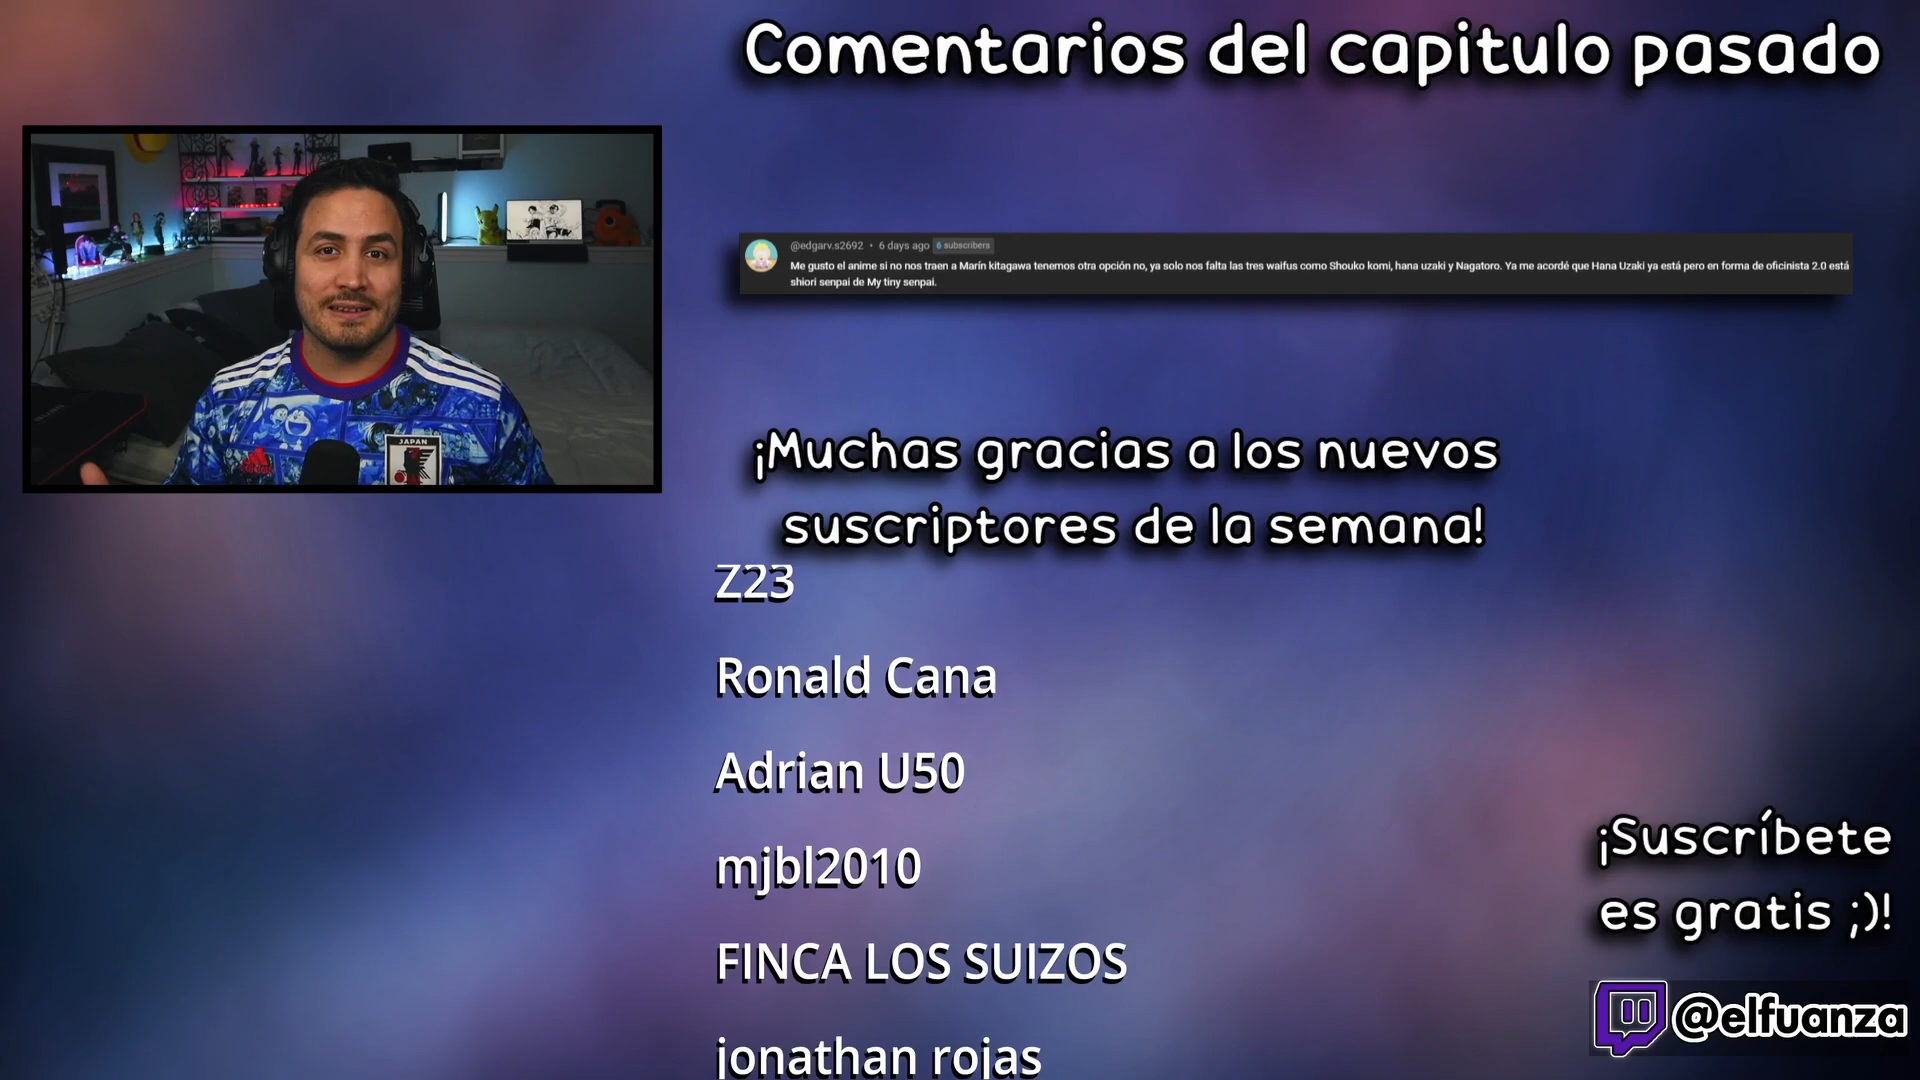 Comentarios del capitulo pasado
@edgarv.s2692 • 6 days ago 6 subscribers
Me gusto el anime si no nos traen a Marín kitagawa tenemos otra opción no, ya solo nos falta las tres waifus como Shouko komi, hana uzaki y Nagatoro. Ya me acordé que Hana Uzaki ya está pero en forma de oficinista 2.0 está
shiori senpai de My tiny senpai.
JAPAN
¡Muchas gracias a los nuevos
suscriptores de la semana!
Z23
Ronald Cana
Adrian U50
mjbl2010
FINCA LOS SUIZOS
jonathan rojas
¡Suscríbete
es gratis ;)!
@elfuanza